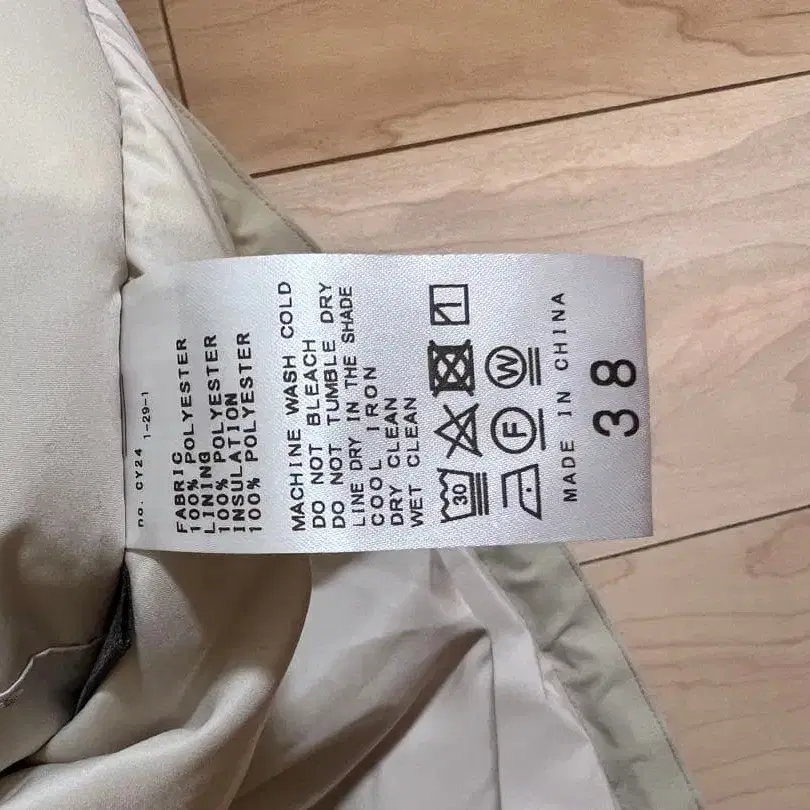 no. CY24 1-29-1
FABRIC
100% POLYESTER
LINING
100% POLYESTER
INSULATION
100% POLYESTER
MACHINE WASH COLD
DO NOT BLEACH
DO NOT TUMBLE DRY
LINE DRY IN THE SHADE
COOL IRON
DRY CLEAN
WET CLEAN
30
F W
MADE IN CHINA
38